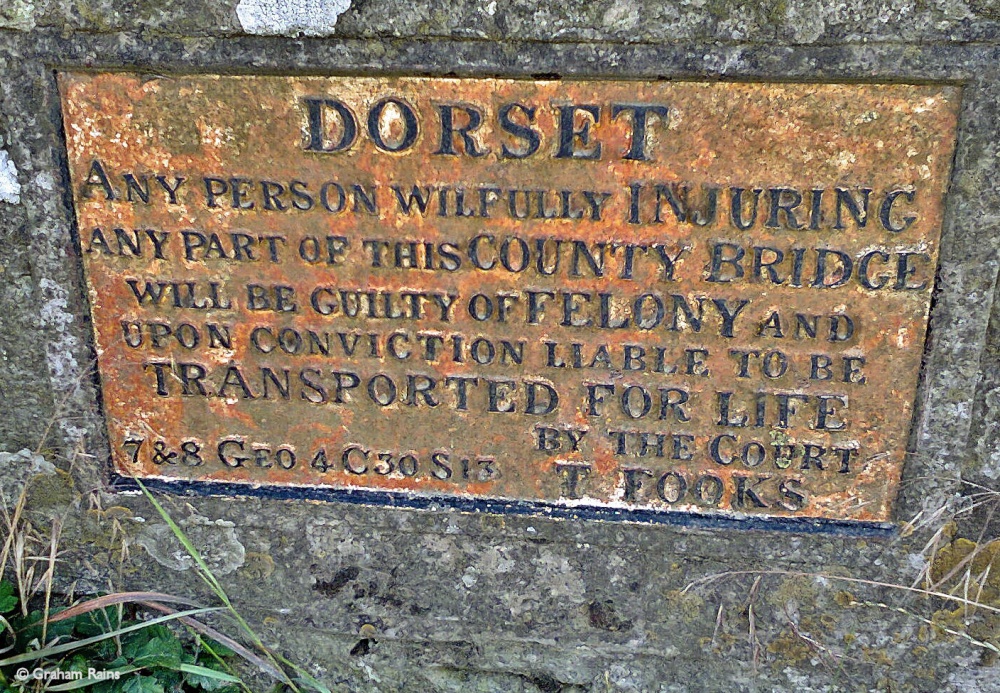 DORSET
ANY PERSON WILFULLY INJURING
ANY PART OF THIS COUNTY BRIDGE
WILL BE GUILTY OF FELONY AND
UPON CONVICTION LIABLE TO BE
TRANSPORTED FOR LIFE
BY THE COURT
7&8 GEO 4 C30 S13
T FOOKS
© Graham Rains